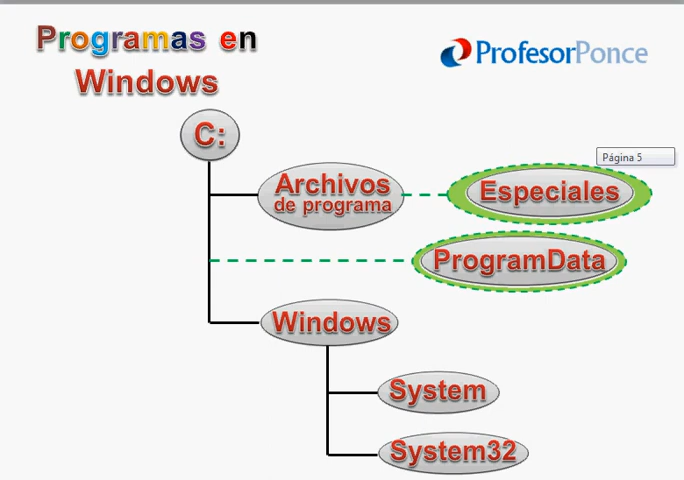 Programas en
Windows
ProfesorPonce
C:
Página 5
Archivos
de programa
Especiales
ProgramData
Windows
System
System32